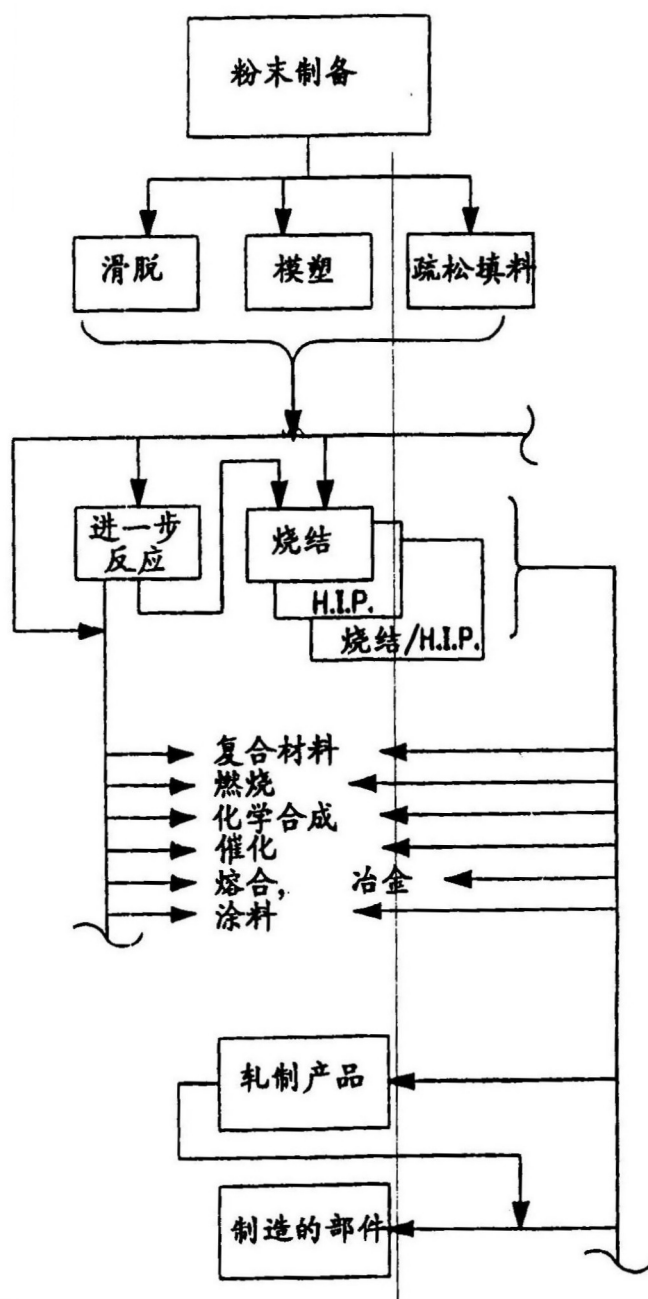 粉末制备
滑脱
模塑
疏松填料
进一步
反应
烧结
H.I.P.
烧结/H.I.P.
复合材料
燃烧
化学合成
催化
熔合, 冶金
涂料
轧制产品
制造的部件